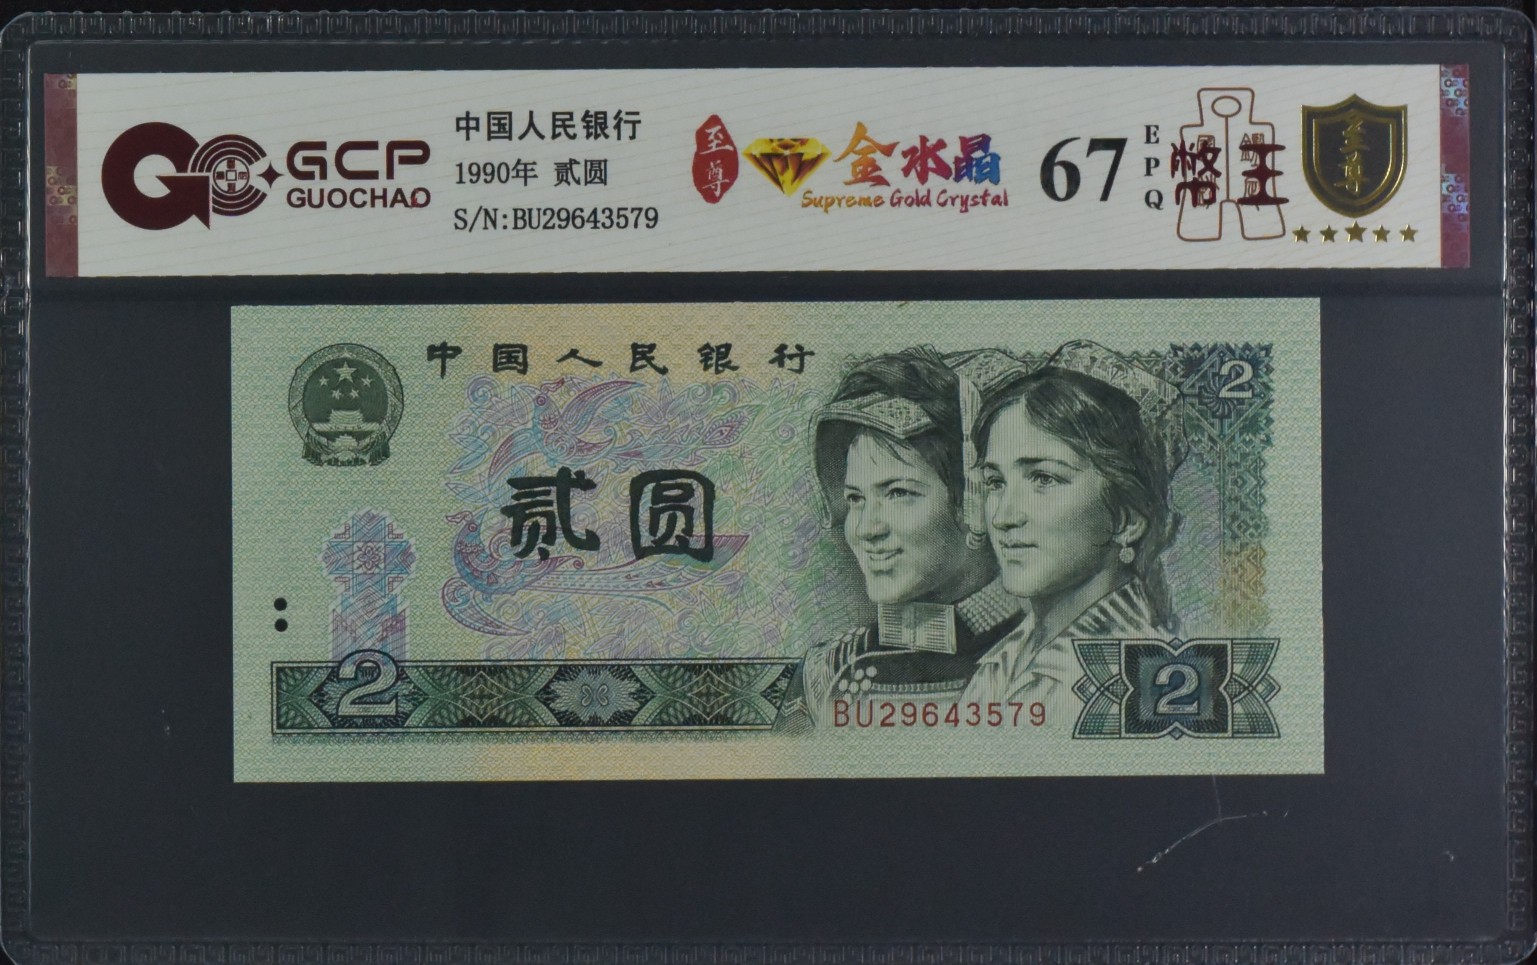 GCP
GUOCHAO
中国人民银行
1990年 贰圆
S/N:BU29643579
至尊
金水晶
Supreme Gold Crystal
67
EPQ
至尊
中国人民银行
2
贰圆
2
BU29643579
2